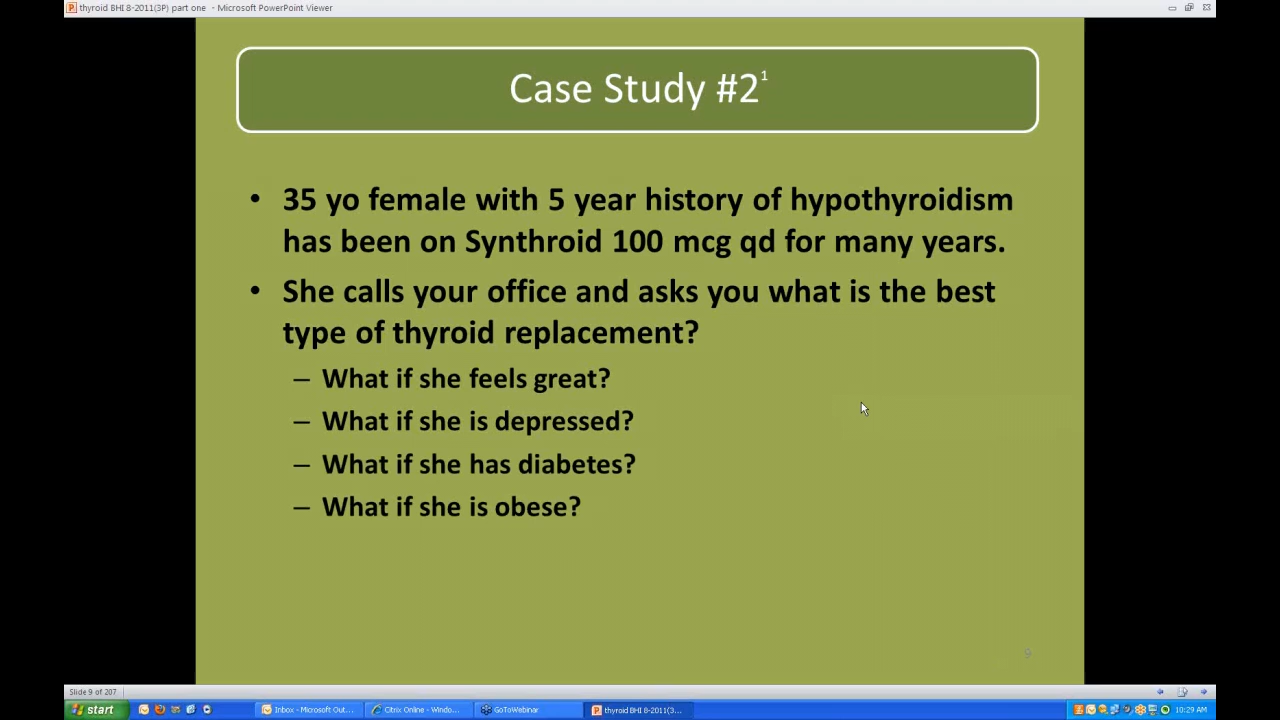 thyroid BHI 8-2011(3P) part one - Microsoft PowerPoint Viewer
Case Study #2¹
• 35 yo female with 5 year history of hypothyroidism
has been on Synthroid 100 mcg qd for many years.
• She calls your office and asks you what is the best
type of thyroid replacement?
– What if she feels great?
– What if she is depressed?
– What if she has diabetes?
– What if she is obese?
9
Slide 9 of 207
start
Inbox - Microsoft Out...
Citrix Online - Windo...
GoToWebinar
thyroid BHI 8-2011(3...
10:29 AM